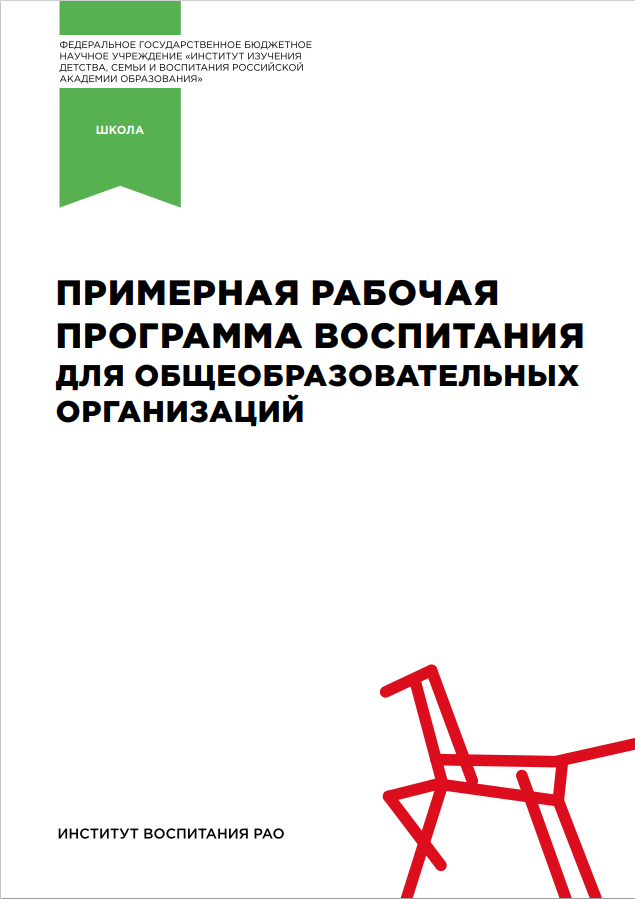 ФЕДЕРАЛЬНОЕ ГОСУДАРСТВЕННОЕ БЮДЖЕТНОЕ
НАУЧНОЕ УЧРЕЖДЕНИЕ «ИНСТИТУТ ИЗУЧЕНИЯ
ДЕТСТВА, СЕМЬИ И ВОСПИТАНИЯ РОССИЙСКОЙ
АКАДЕМИИ ОБРАЗОВАНИЯ»
ШКОЛА
ПРИМЕРНАЯ РАБОЧАЯ
ПРОГРАММА ВОСПИТАНИЯ
ДЛЯ ОБЩЕОБРАЗОВАТЕЛЬНЫХ
ОРГАНИЗАЦИЙ
ИНСТИТУТ ВОСПИТАНИЯ РАО